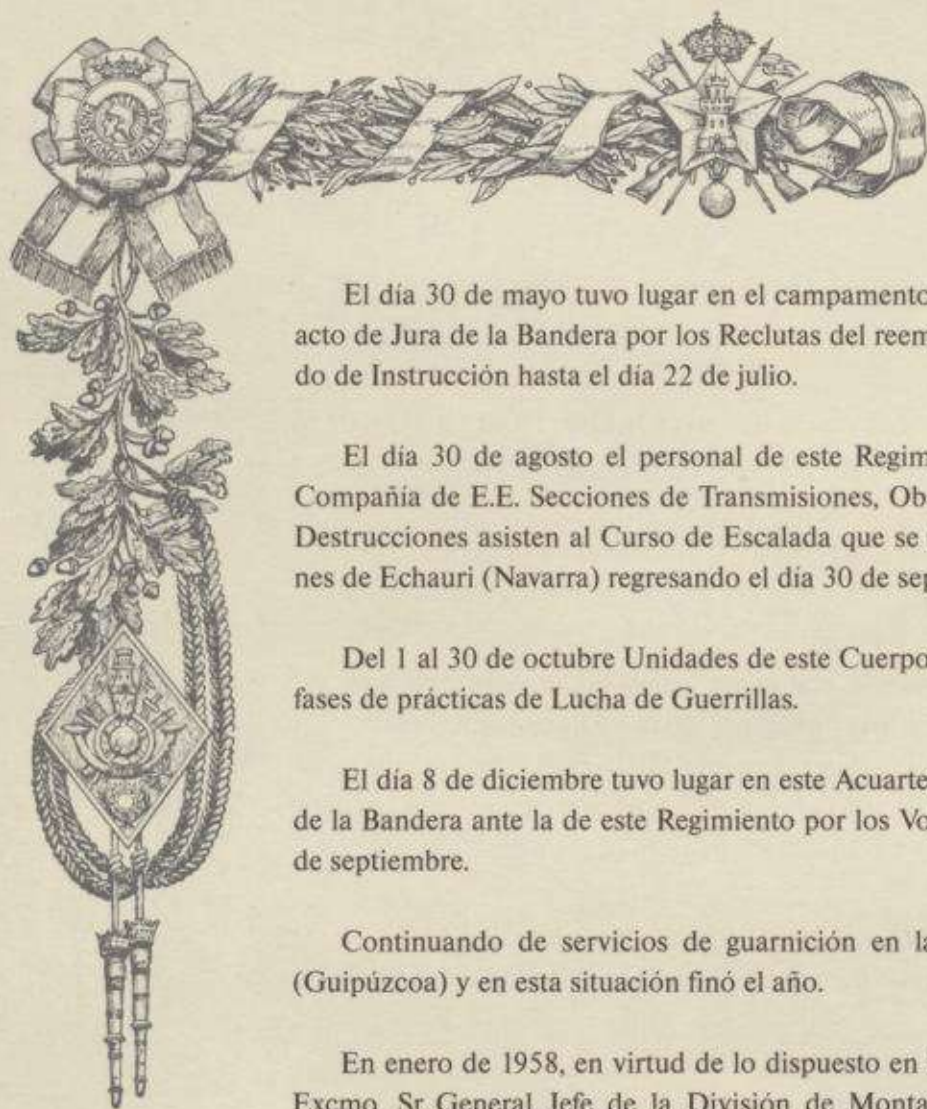 El día 30 de mayo tuvo lugar en el campamento
acto de Jura de la Bandera por los Reclutas del reem
do de Instrucción hasta el día 22 de julio.
El día 30 de agosto el personal de este Regim
Compañía de E.E. Secciones de Transmisiones, Ob
Destrucciones asisten al Curso de Escalada que se
nes de Echauri (Navarra) regresando el día 30 de sep
Del 1 al 30 de octubre Unidades de este Cuerpo
fases de prácticas de Lucha de Guerrillas.
El día 8 de diciembre tuvo lugar en este Acuarte
de la Bandera ante la de este Regimiento por los Vo
de septiembre.
Continuando de servicios de guarnición en la
(Guipúzcoa) y en esta situación finó el año.
En enero de 1958, en virtud de lo dispuesto en
Excmo. Sr General Jefe de la División de Monta